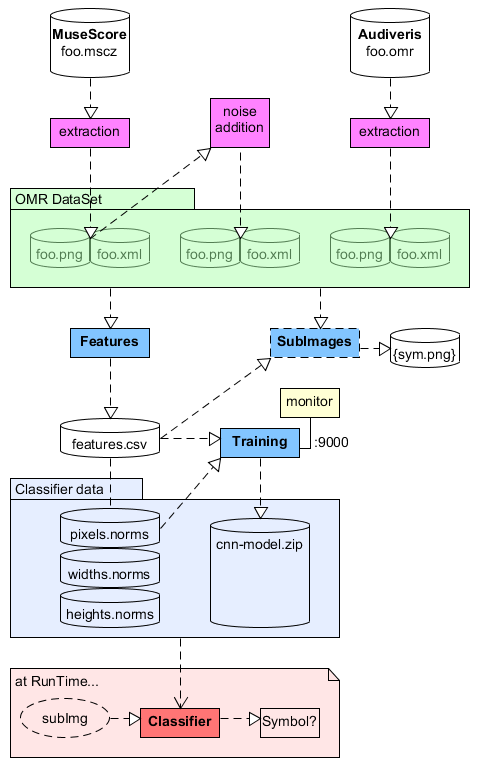 MuseScore
foo.mscz
Audiveris
foo.omr
extraction
noise
addition
extraction
OMR DataSet
foo.png
foo.xml
foo.png
foo.xml
foo.png
foo.xml
Features
SubImages
{sym.png}
monitor
features.csv
Training
:9000
Classifier data
pixels.norms
cnn-model.zip
widths.norms
heights.norms
at RunTime...
subImg
Classifier
Symbol?